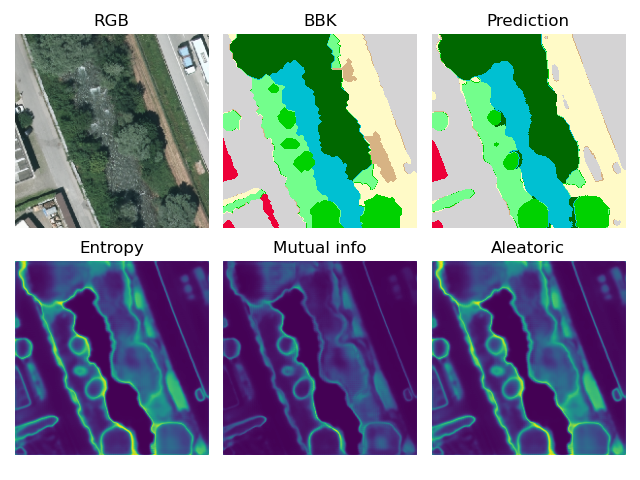 RGB
BBK
Prediction
Entropy
Mutual info
Aleatoric